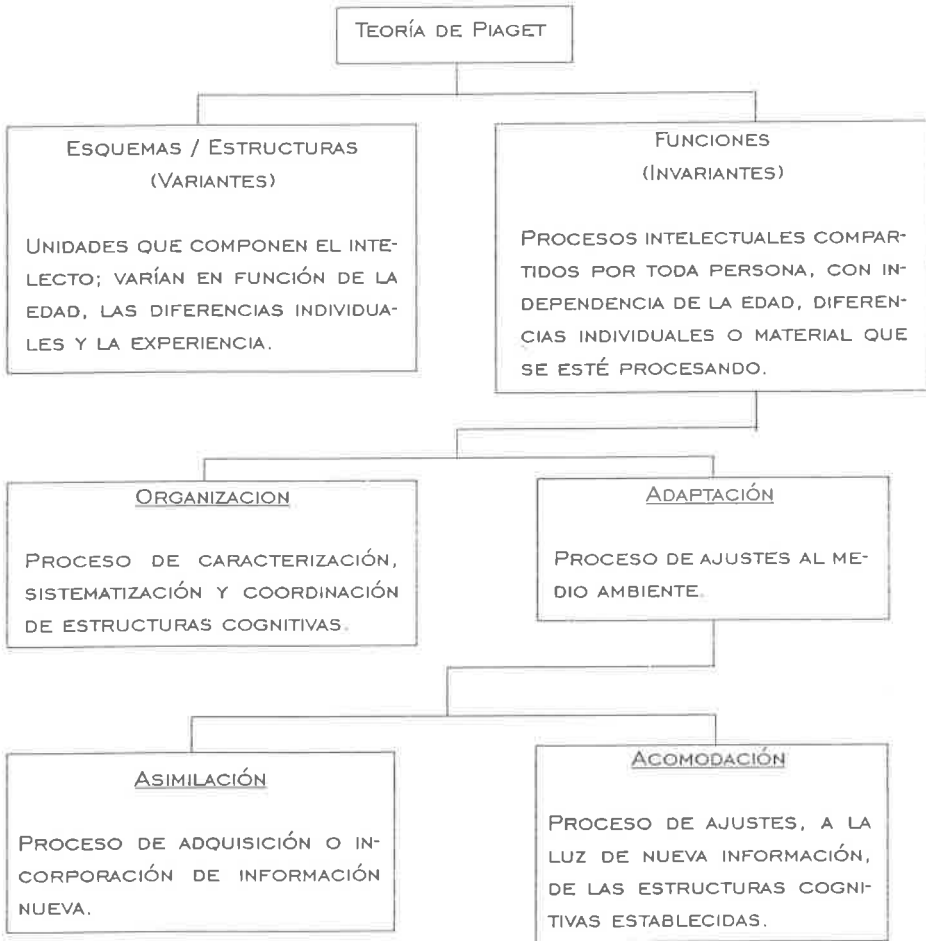 TEORÍA DE PIAGET
ESQUEMAS / ESTRUCTURAS
(VARIANTES)
UNIDADES QUE COMPONEN EL INTE-
LECTO; VARÍAN EN FUNCIÓN DE LA
EDAD, LAS DIFERENCIAS INDIVIDUA-
LES Y LA EXPERIENCIA.
FUNCIONES
(INVARIANTES)
PROCESOS INTELECTUALES COMPAR-
TIDOS POR TODA PERSONA, CON IN-
DEPENDENCIA DE LA EDAD, DIFEREN-
CIAS INDIVIDUALES O MATERIAL QUE
SE ESTÉ PROCESANDO.
ORGANIZACION
PROCESO DE CARACTERIZACIÓN,
SISTEMATIZACIÓN Y COORDINACIÓN
DE ESTRUCTURAS COGNITIVAS.
ADAPTACIÓN
PROCESO DE AJUSTES AL ME-
DIO AMBIENTE.
ASIMILACIÓN
PROCESO DE ADQUISICIÓN O IN-
CORPORACIÓN DE INFORMACIÓN
NUEVA.
ACOMODACIÓN
PROCESO DE AJUSTES, A LA
LUZ DE NUEVA INFORMACIÓN,
DE LAS ESTRUCTURAS COGNI-
TIVAS ESTABLECIDAS.